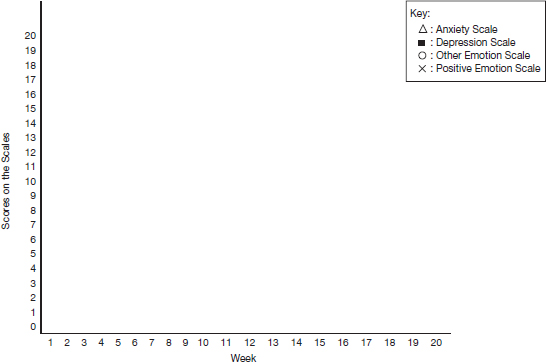 Key:
: Anxiety Scale
: Depression Scale
: Other Emotion Scale
: Positive Emotion Scale
Scores on the Scales
20
19
18
17
16
15
14
13
12
11
10
9
8
7
6
5
4
3
2
1
0
1 2 3 4 5 6 7 8 9 10 11 12 13 14 15 16 17 18 19 20
Week